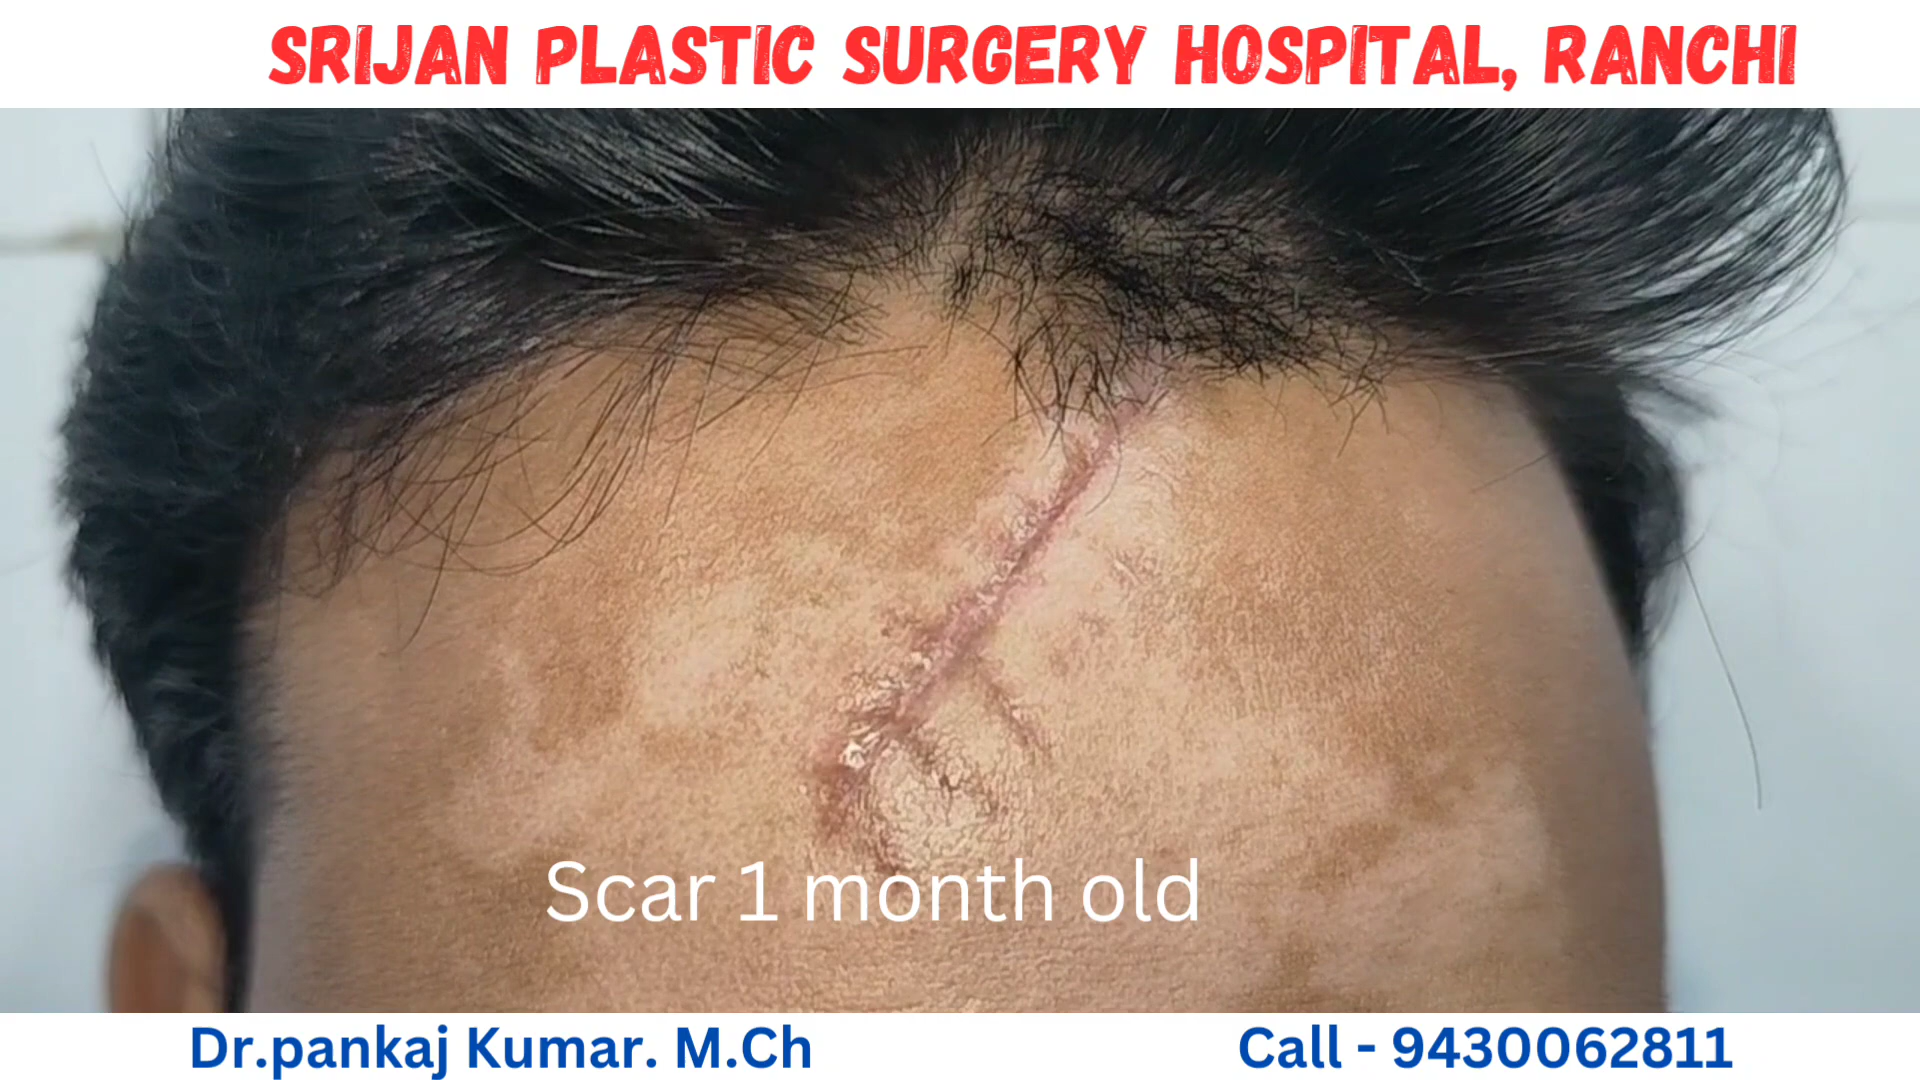 SRIJAN PLASTIC SURGERY HOSPITAL, RANCHI
Scar 1 month old
Dr.pankaj Kumar. M.Ch
Call - 9430062811